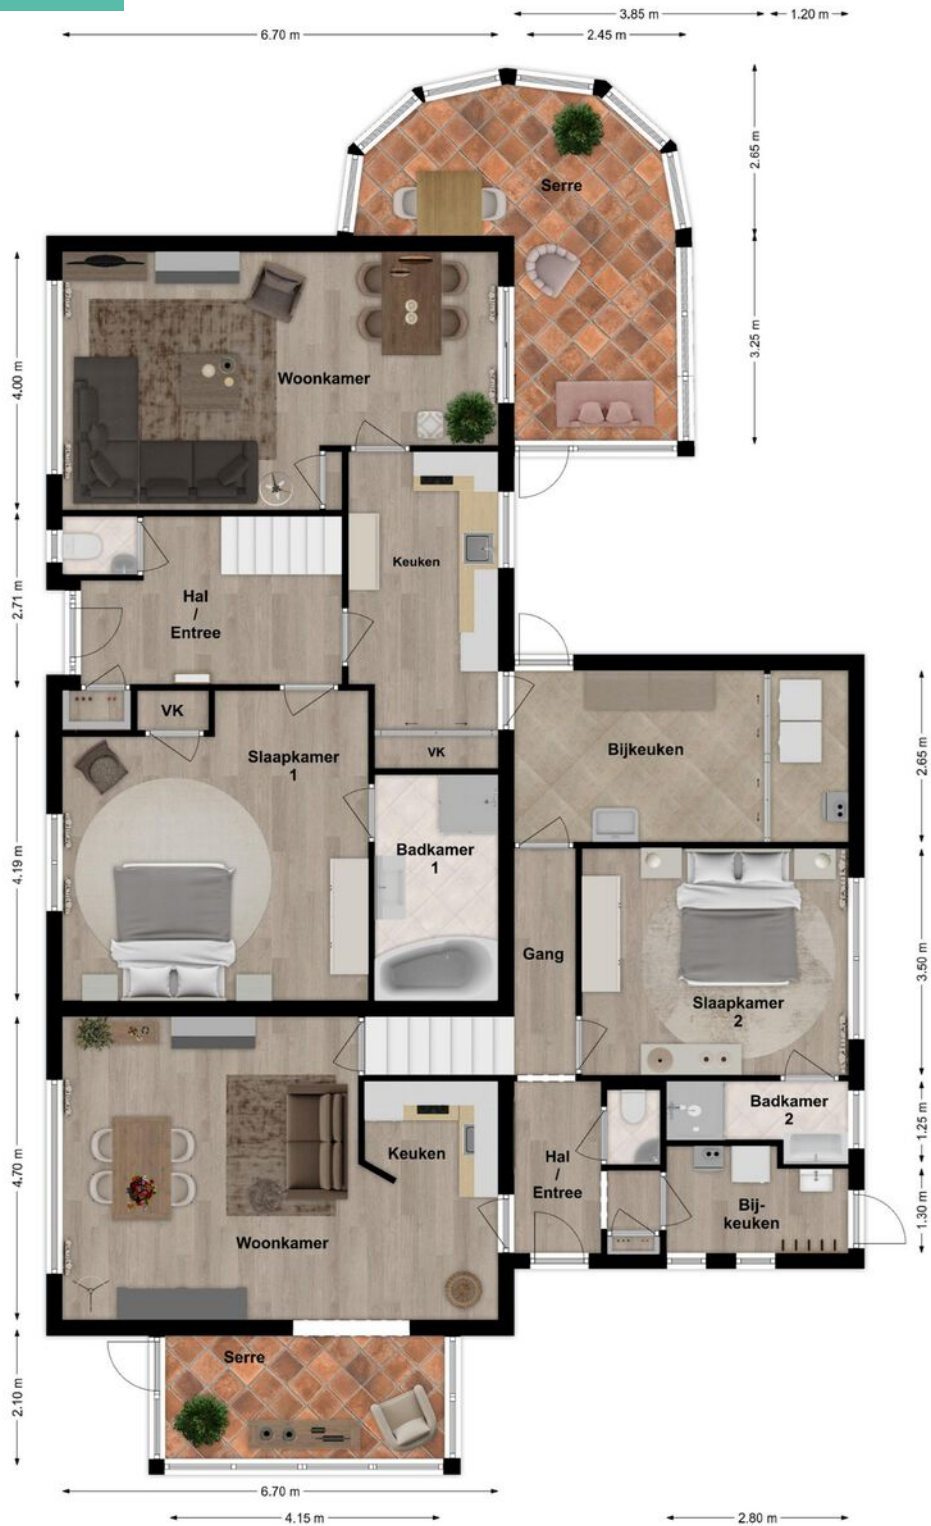 3.85 m
1.20 m
6.70 m
2.45 m
2.65 m
Serre
3.25 m
4.00 m
Woonkamer
Keuken
2.71 m
Hal
/
Entree
VK
Slaapkamer
1
VK
Bijkeuken
2.65 m
4.19 m
Badkamer
1
Gang
3.50 m
Slaapkamer
2
Badkamer
2
1.25 m
4.70 m
Keuken
Hal
/
Entree
Bij-
keuken
1.30 m
Woonkamer
Serre
2.10 m
6.70 m
4.15 m
2.80 m